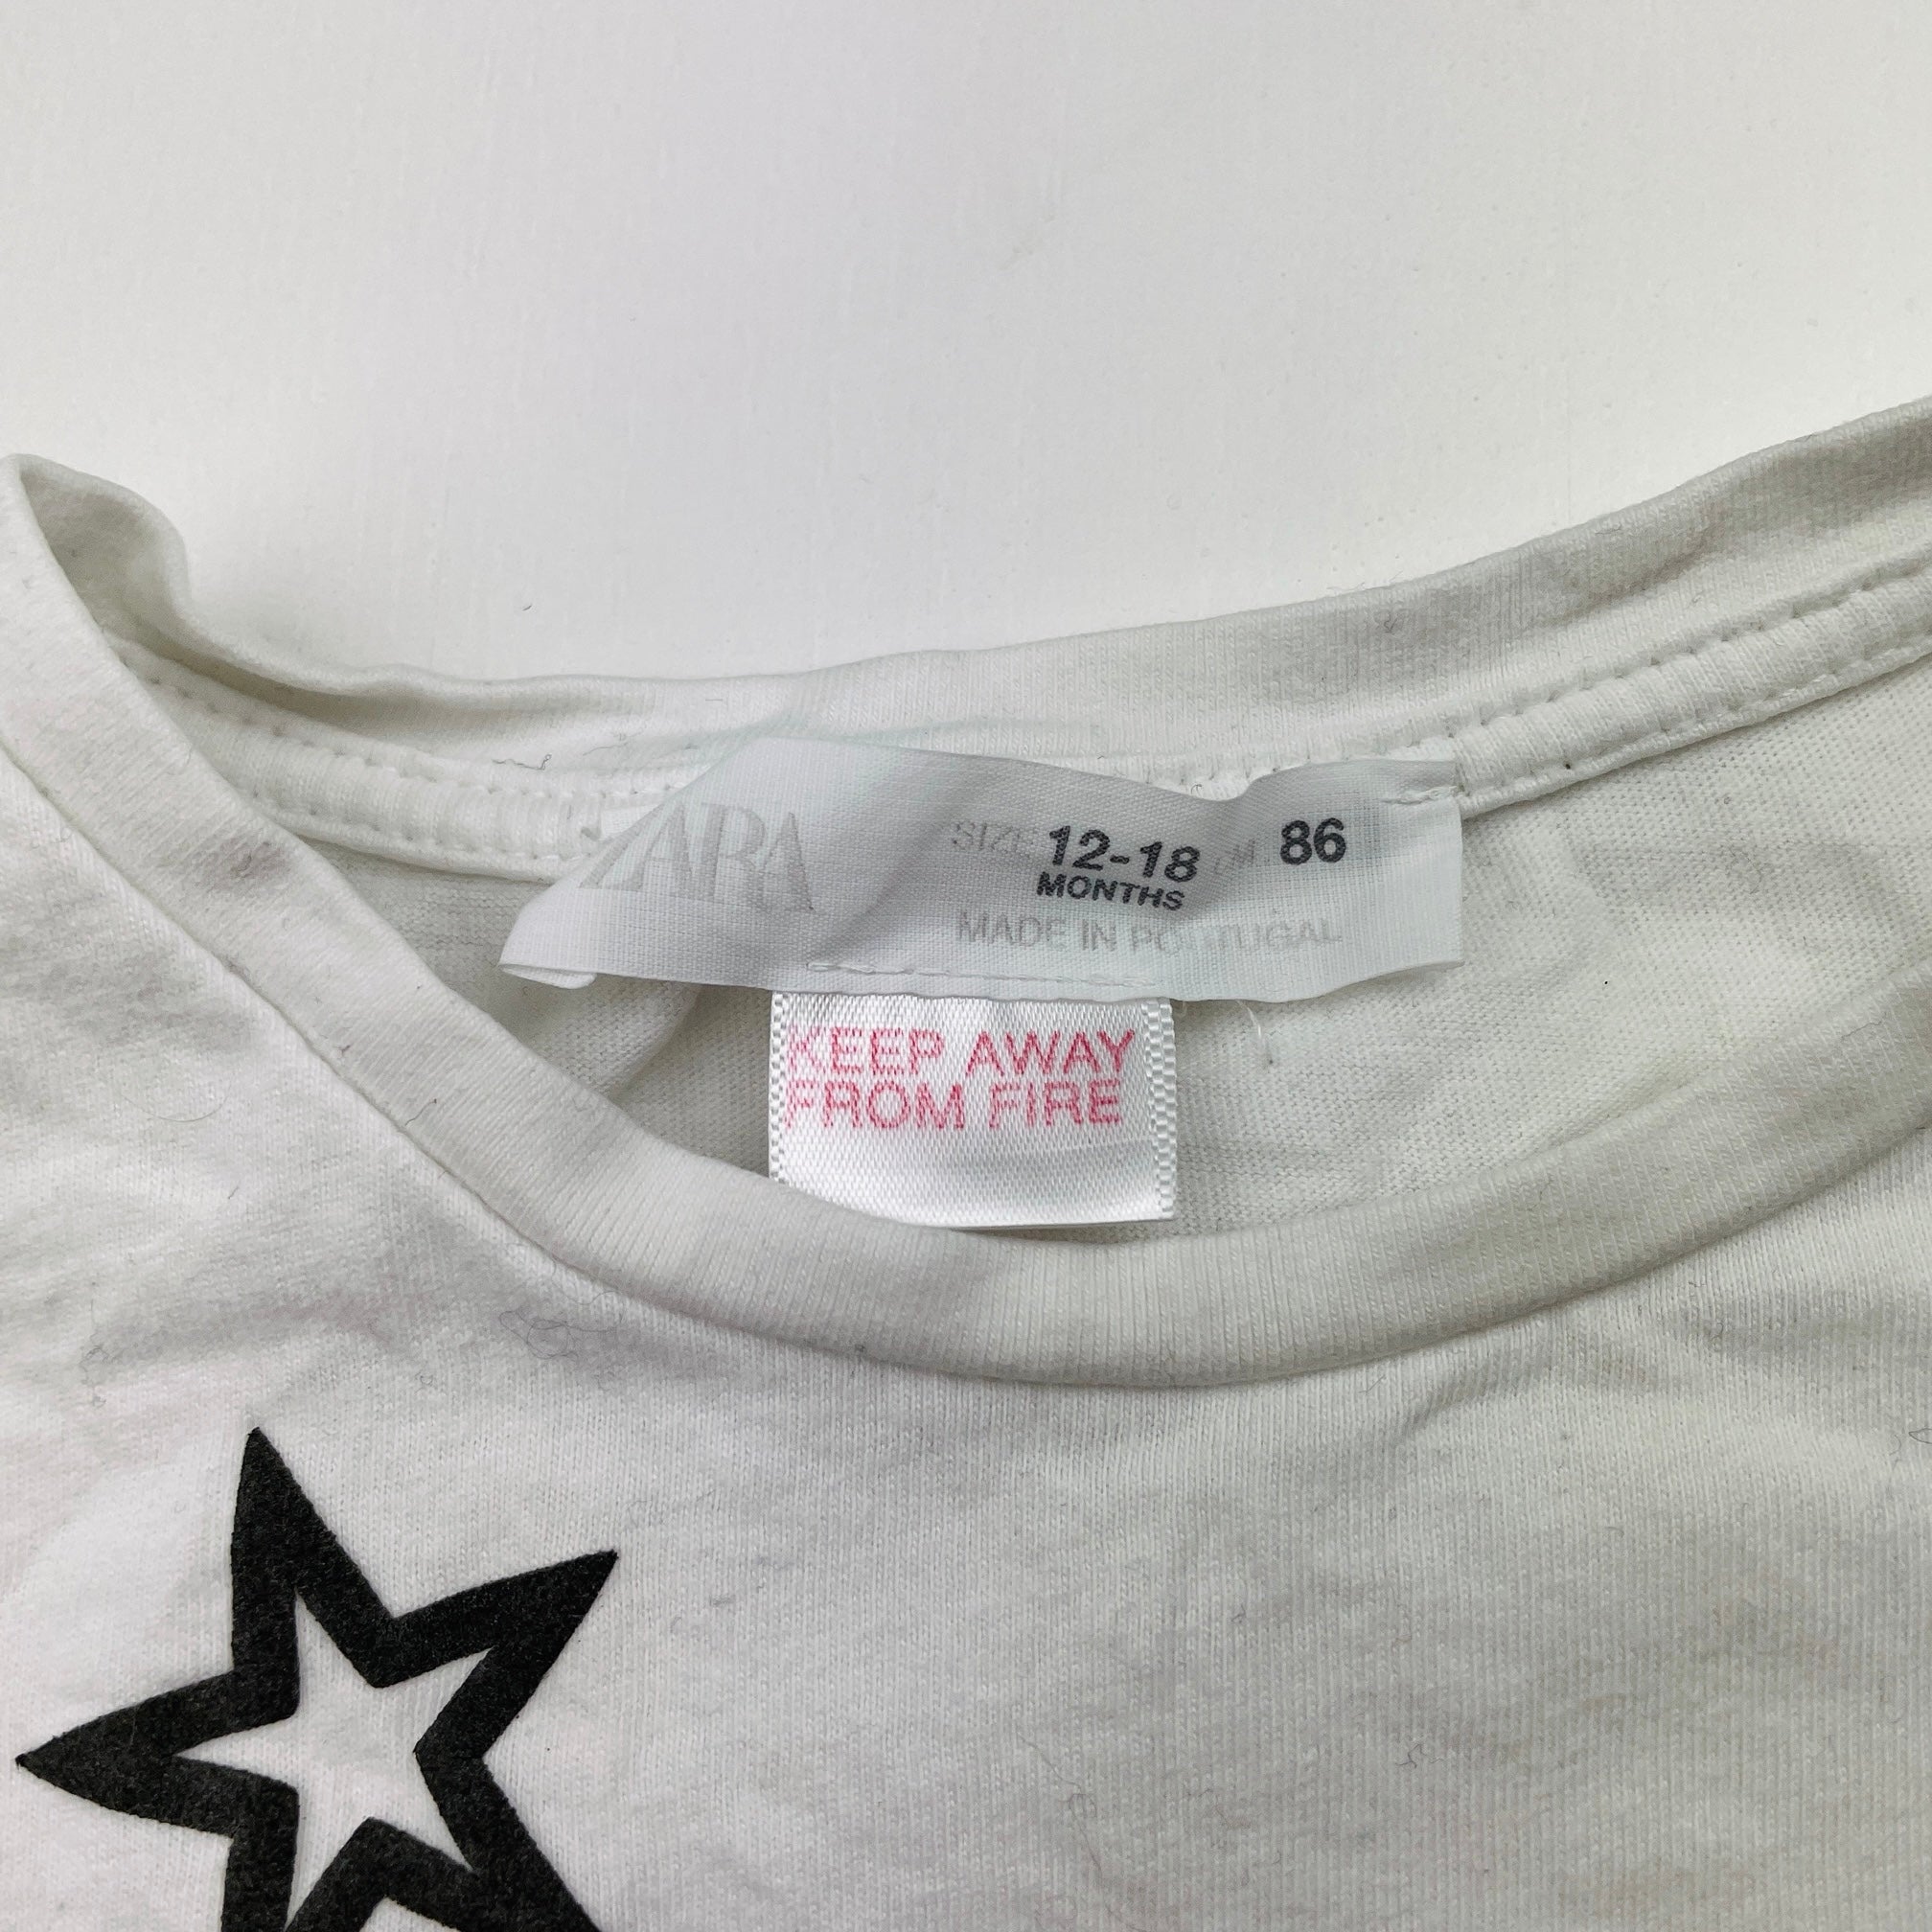 ZARA
SIZE 12-18 CM 86
MONTHS
MADE IN PORTUGAL
KEEP AWAY
FROM FIRE